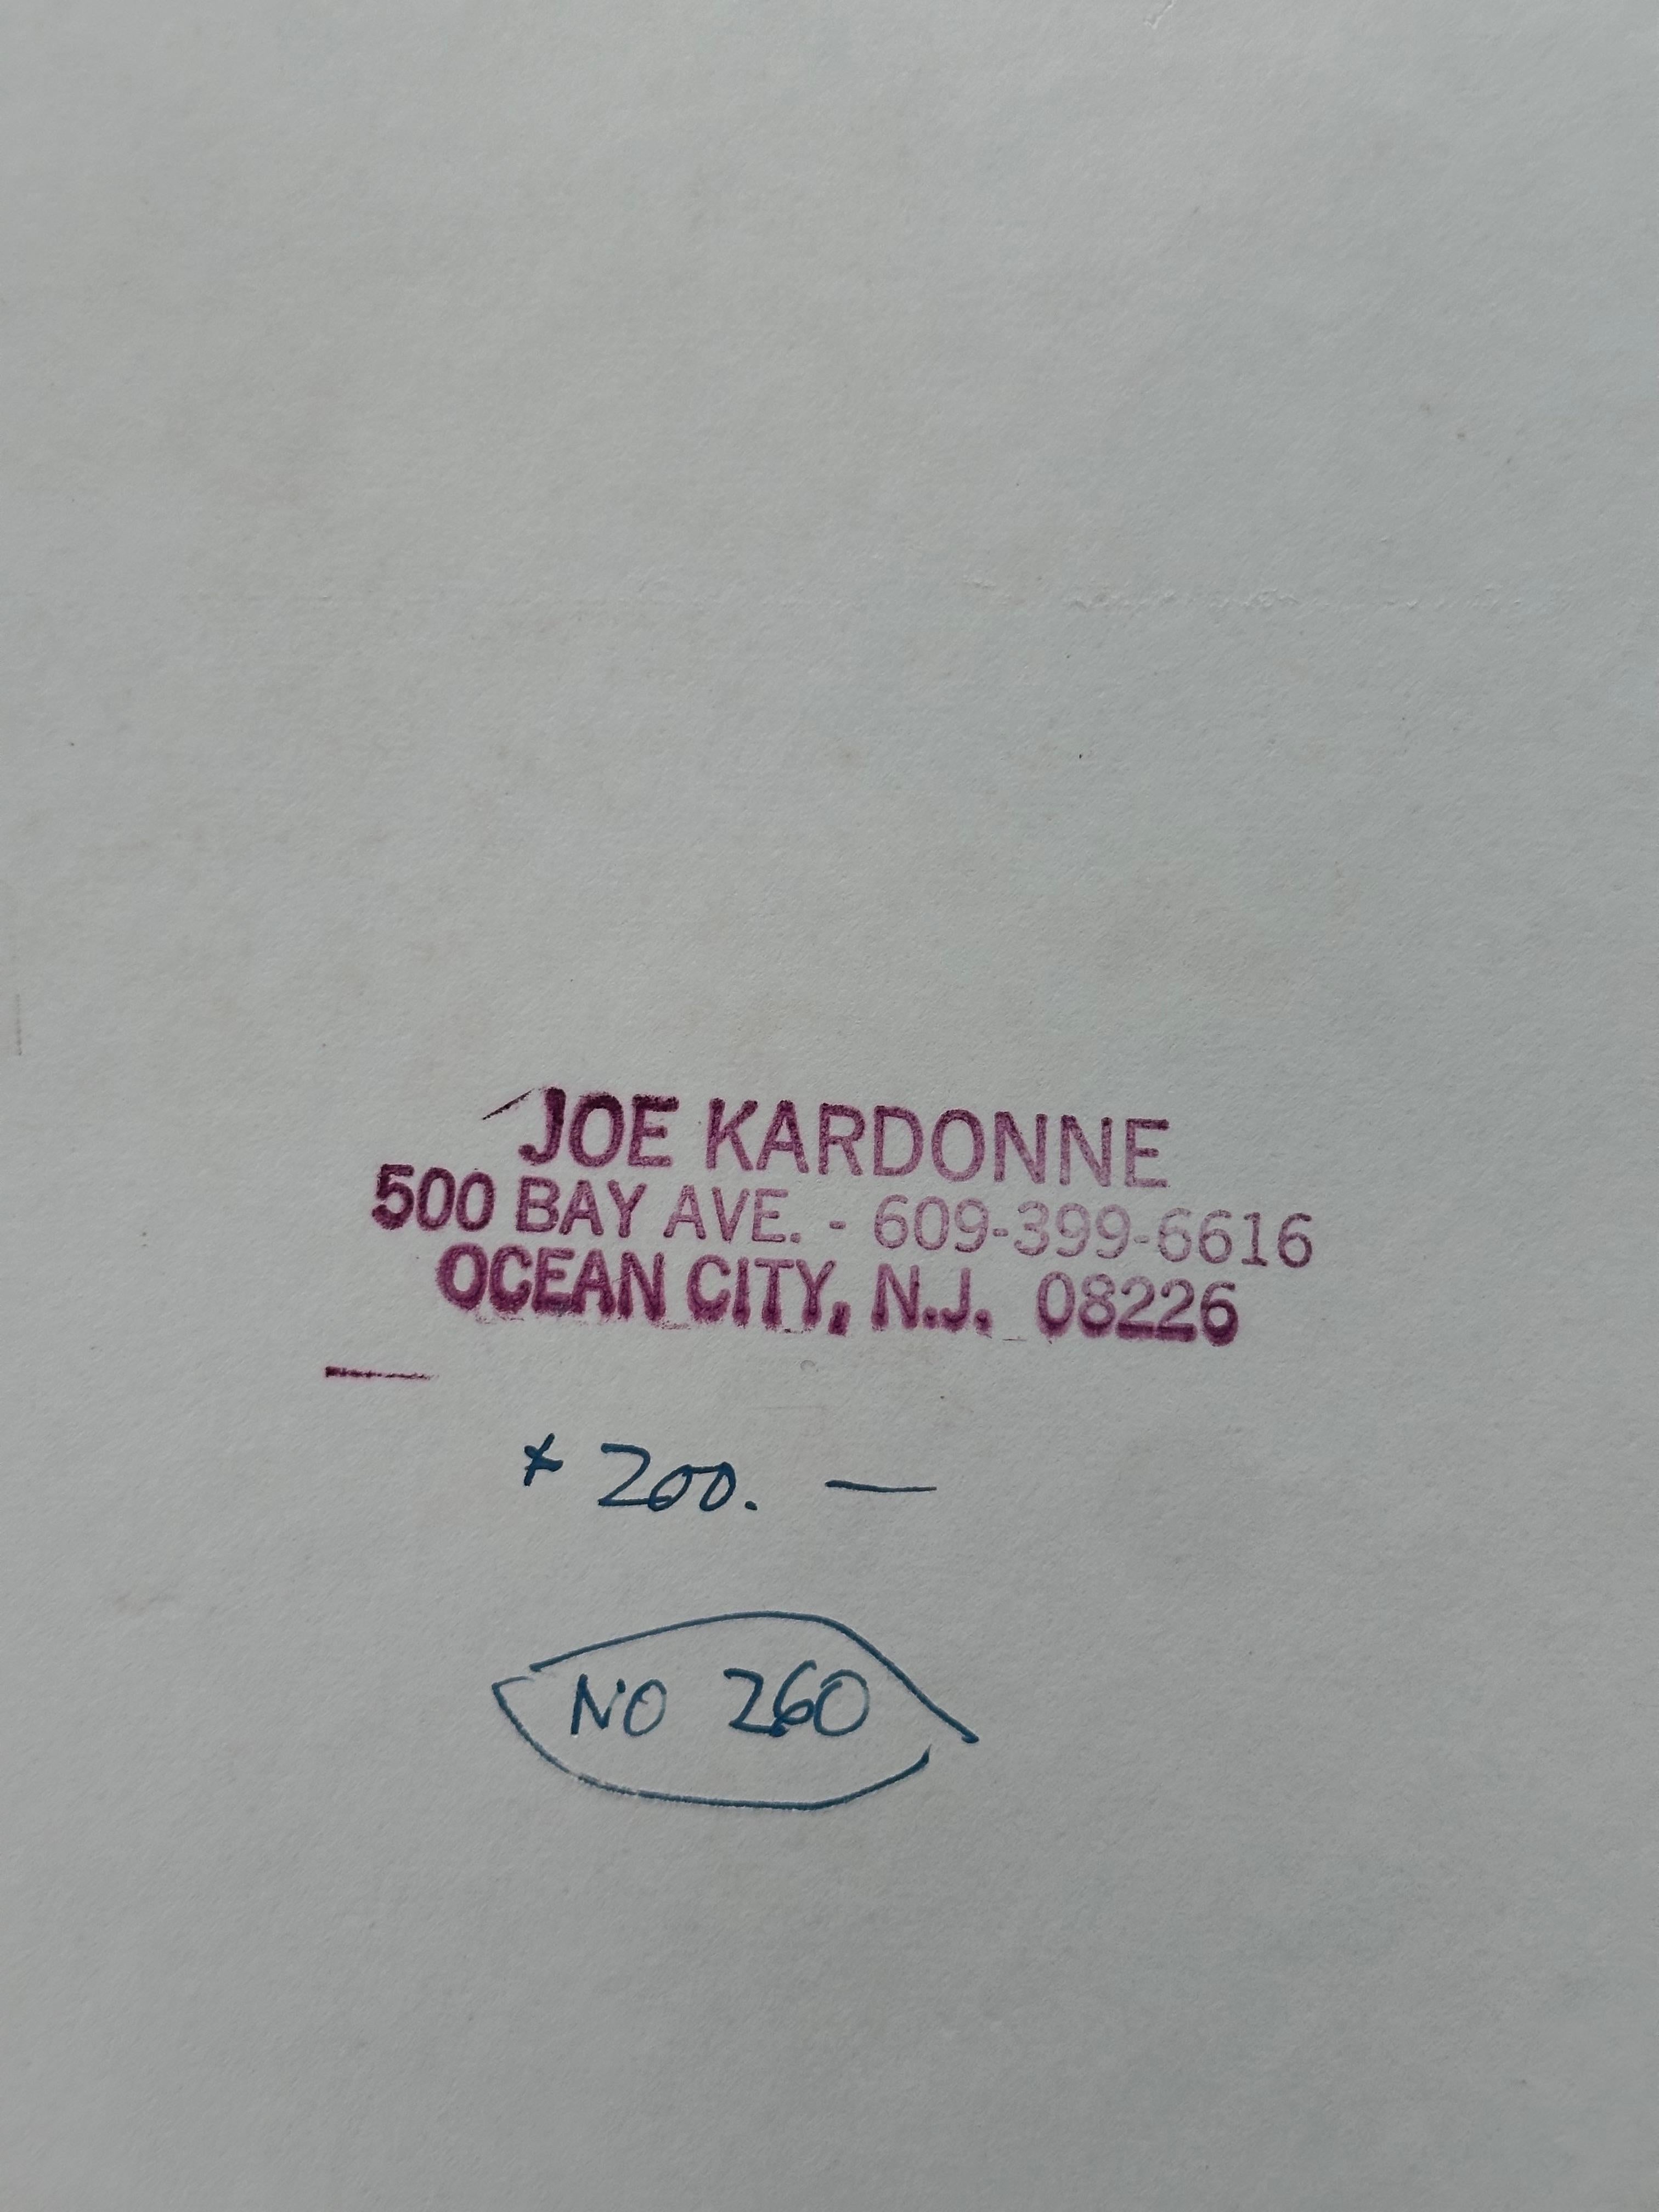 JOE KARDONNE
500 BAY AVE. - 609-399-6616
OCEAN CITY, N.J. 08226
* 200. —
NO 260